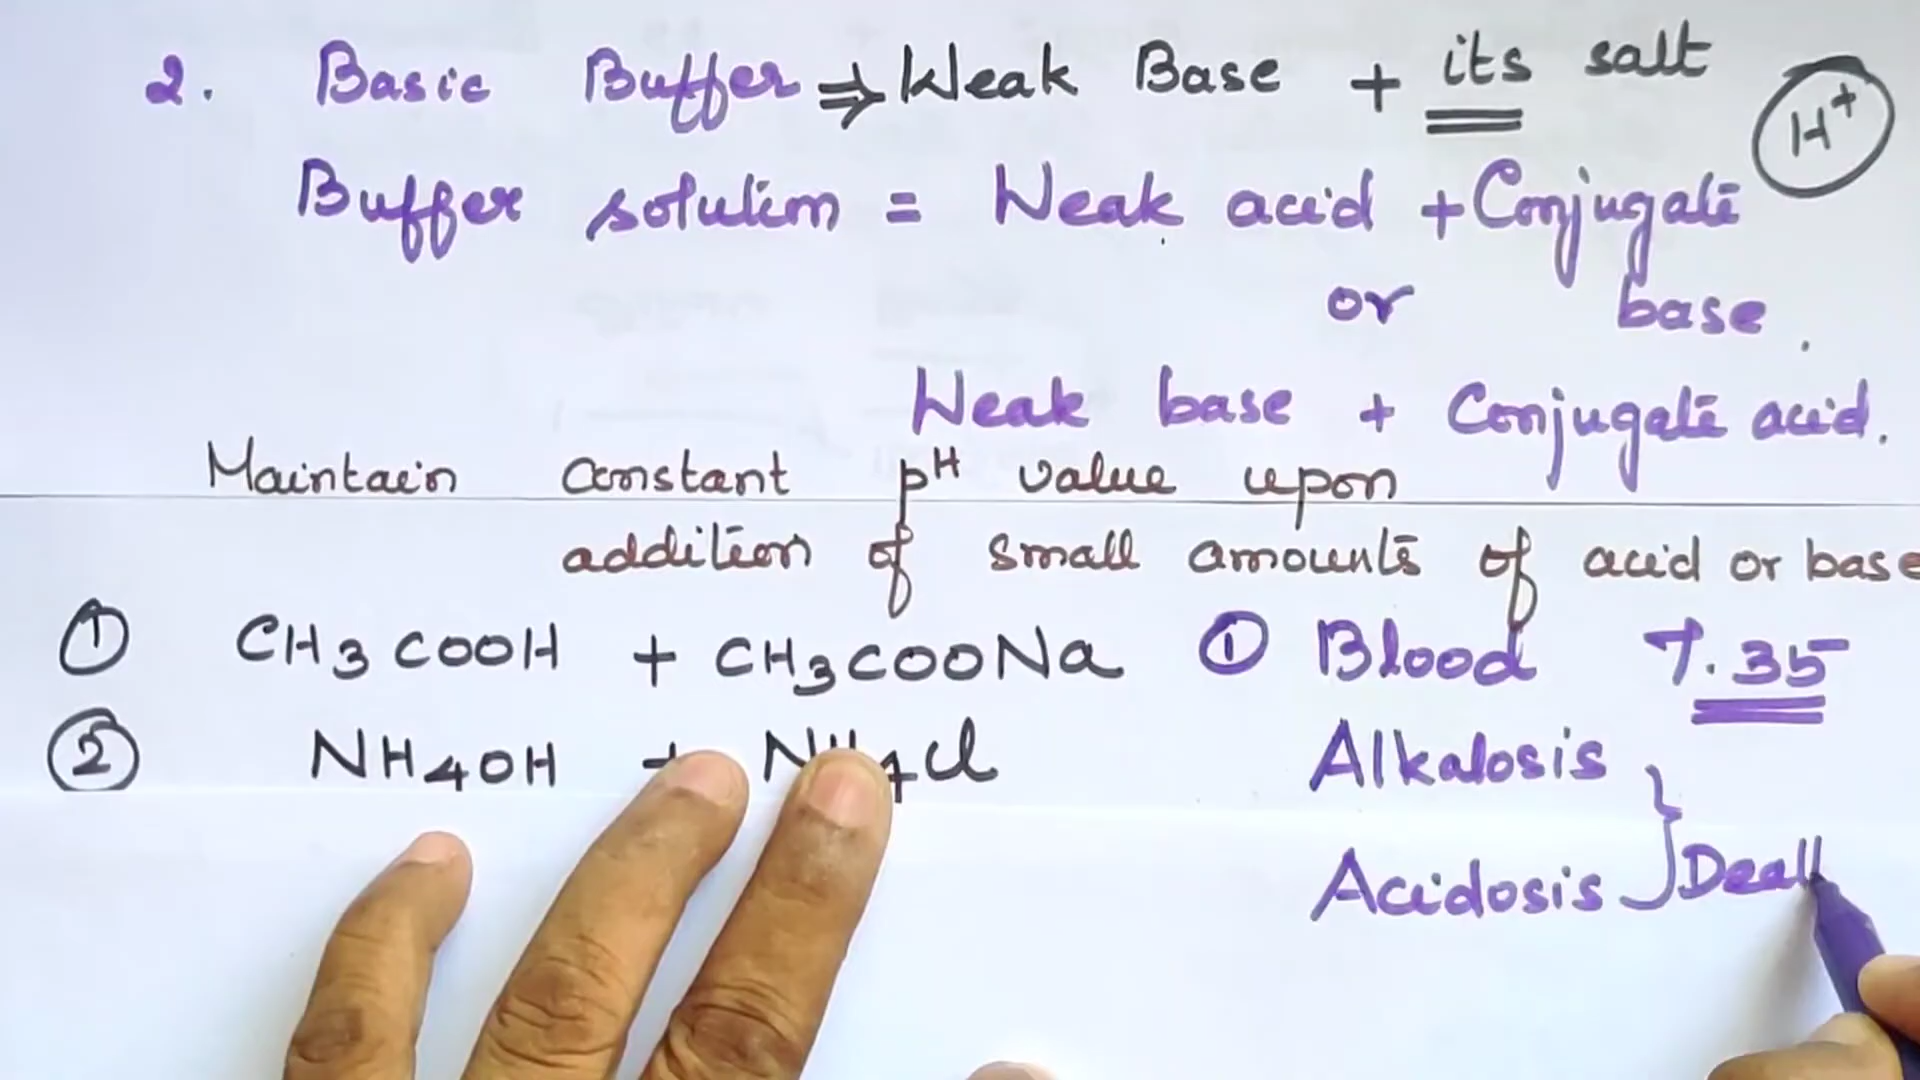 2. Basic Buffer ⇒ Weak Base + its salt
H+
Buffer solution = Weak acid + Conjugate
or base.
Weak base + Conjugate acid.
Maintain constant pH value upon
addition of small amounts of acid or base
① CH3COOH + CH3COONa ① Blood 7.35
② NH4OH + NH4Cl Alkalosis
Acidosis